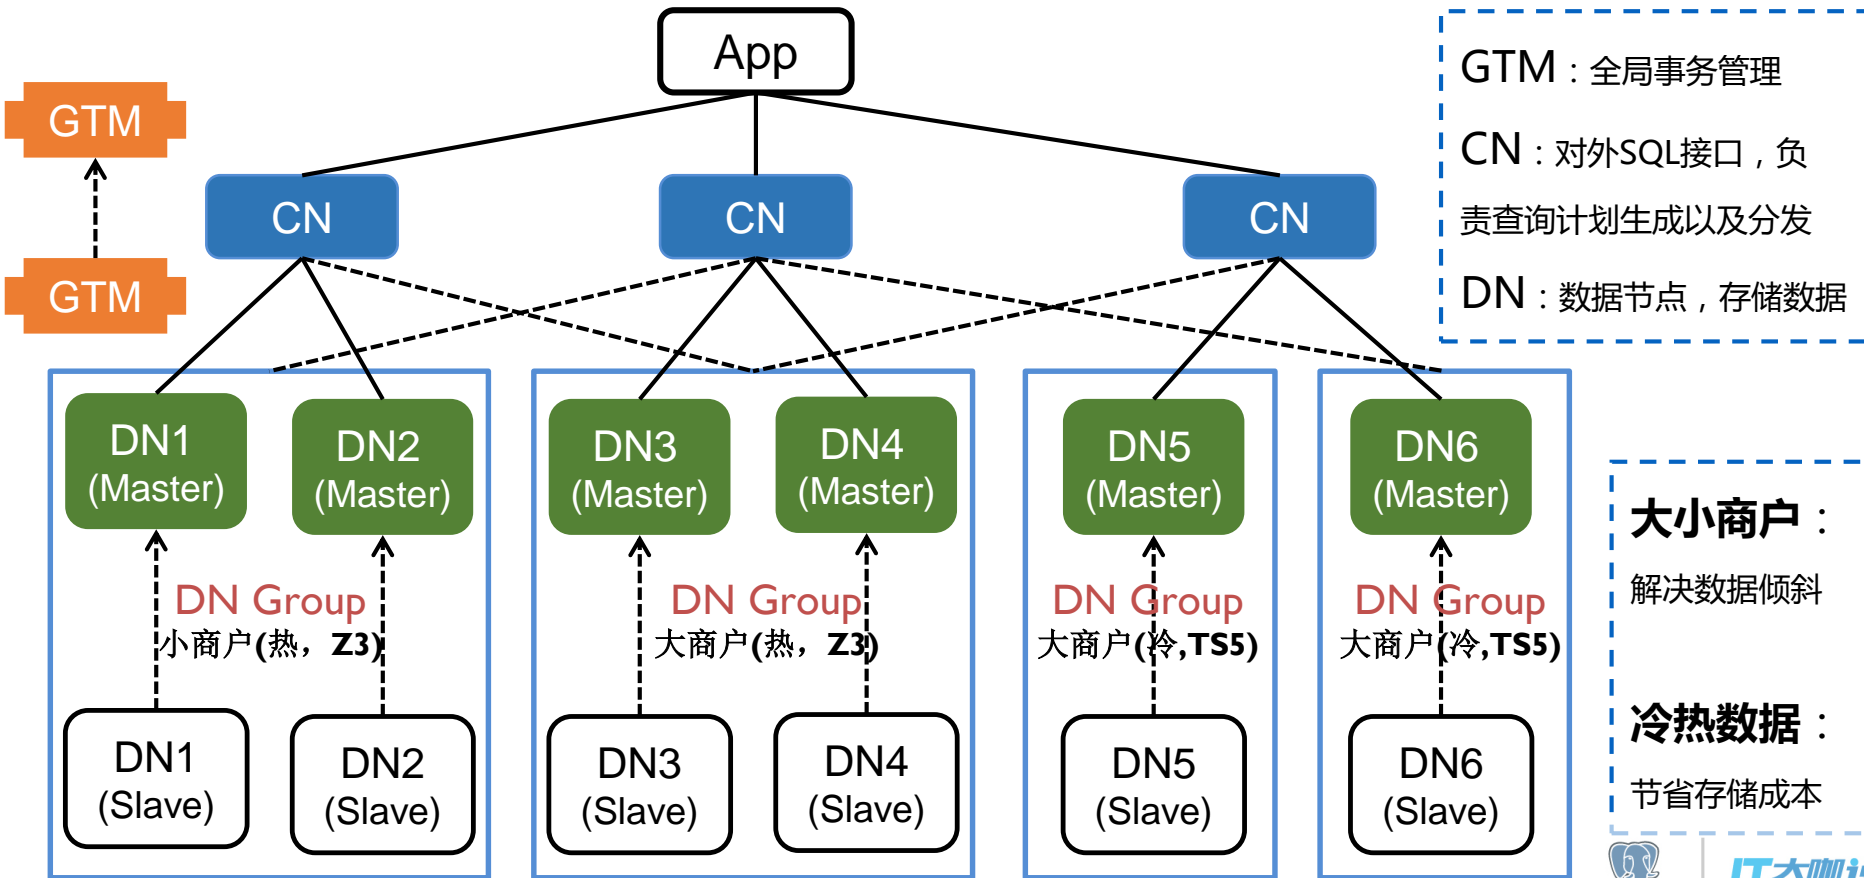 App
GTM
GTM
CN
CN
CN
GTM：全局事务管理
CN：对外SQL接口，负
责查询计划生成以及分发
DN：数据节点，存储数据
DN1
(Master)
DN2
(Master)
DN3
(Master)
DN4
(Master)
DN5
(Master)
DN6
(Master)
DN Group
小商户(热，Z3)
DN Group
大商户(热，Z3)
DN Group
大商户(冷,TS5)
DN Group
大商户(冷,TS5)
DN1
(Slave)
DN2
(Slave)
DN3
(Slave)
DN4
(Slave)
DN5
(Slave)
DN6
(Slave)
大小商户：
解决数据倾斜
冷热数据：
节省存储成本
IT大咖